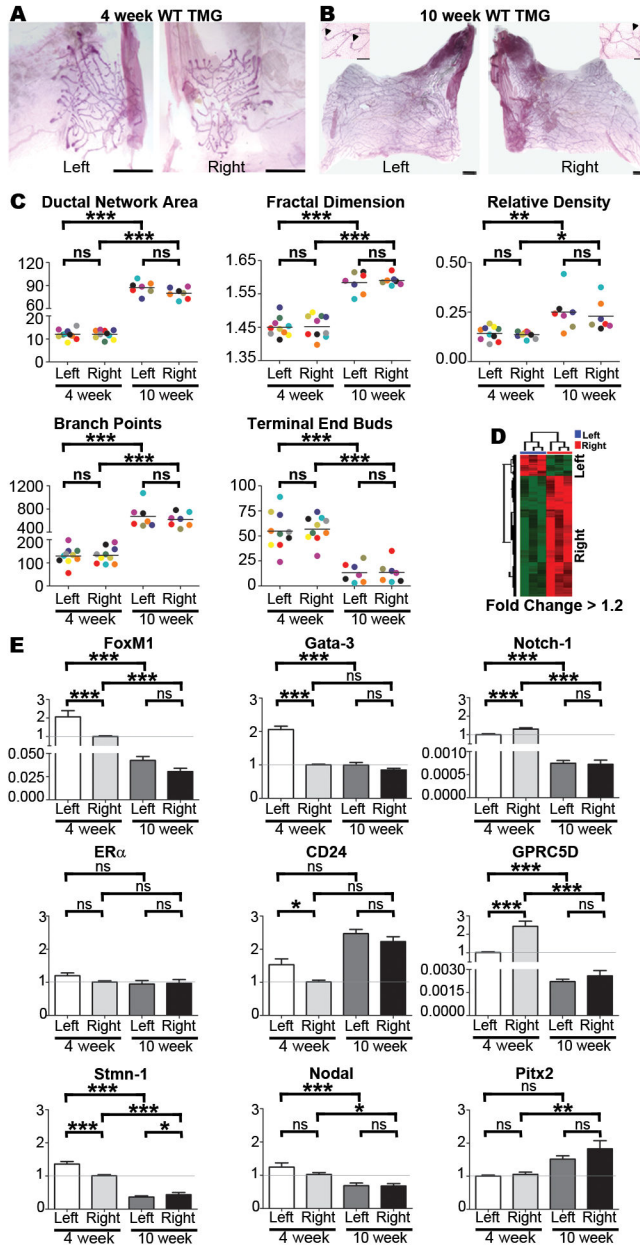 A 4 week WT TMG
Left Right
B 10 week WT TMG
Left Right
C
Ductal Network Area
***
***
ns ns
120
90
60
20
10
0
Left Right Left Right
4 week 10 week
Fractal Dimension
***
***
ns ns
1.65
1.55
1.45
1.35
Left Right Left Right
4 week 10 week
Relative Density
**
*
ns ns
0.50
0.25
0.00
Left Right Left Right
4 week 10 week
Branch Points
***
***
ns ns
1200
800
400
200
100
0
Left Right Left Right
4 week 10 week
Terminal End Buds
***
***
ns ns
100
75
50
25
0
Left Right Left Right
4 week 10 week
D
Left
Right
Left
Right
Fold Change > 1.2
E
FoxM1
***
***
*** ns
3
2
1
0.050
0.025
0.000
Left Right Left Right
4 week 10 week
Gata-3
***
ns
*** ns
3
2
1
0
Left Right Left Right
4 week 10 week
Notch-1
***
***
*** ns
3
2
1
0.0010
0.0005
0.0000
Left Right Left Right
4 week 10 week
ERα
ns
ns
ns ns
3
2
1
0
Left Right Left Right
4 week 10 week
CD24
ns
ns
* ns
3
2
1
0
Left Right Left Right
4 week 10 week
GPRC5D
***
***
*** ns
3
2
1
0.0030
0.0015
0.0000
Left Right Left Right
4 week 10 week
Stmn-1
***
***
*** *
3
2
1
0
Left Right Left Right
4 week 10 week
Nodal
***
*
ns ns
3
2
1
0
Left Right Left Right
4 week 10 week
Pitx2
ns
**
ns ns
3
2
1
0
Left Right Left Right
4 week 10 week